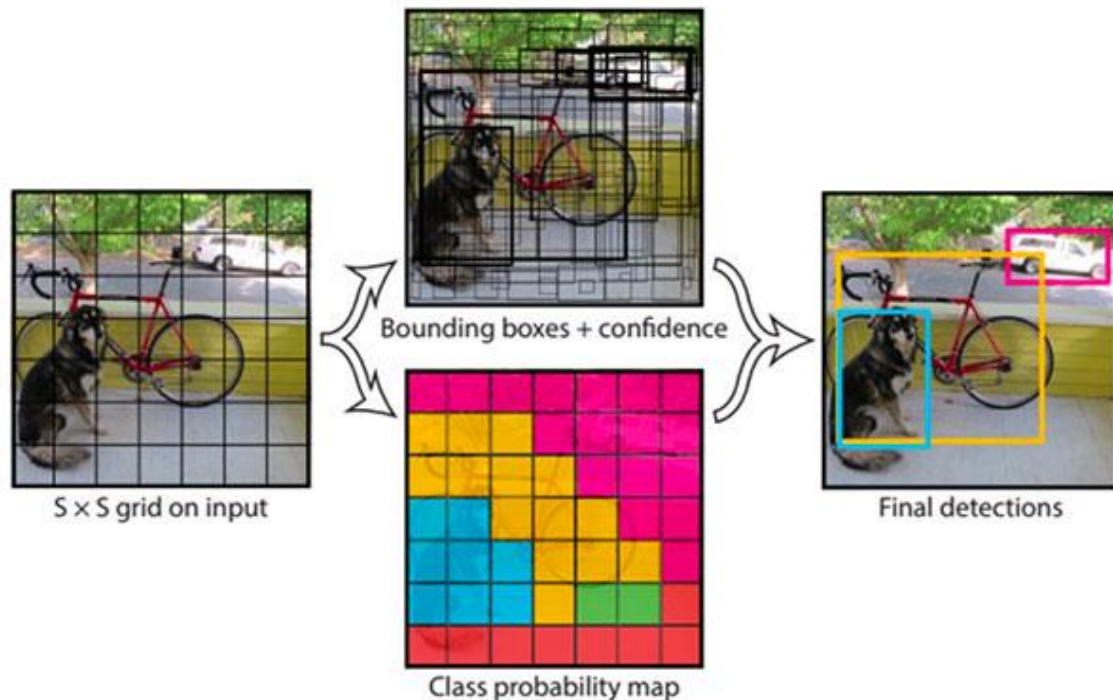 Bounding boxes + confidence
S × S grid on input
Final detections
Class probability map